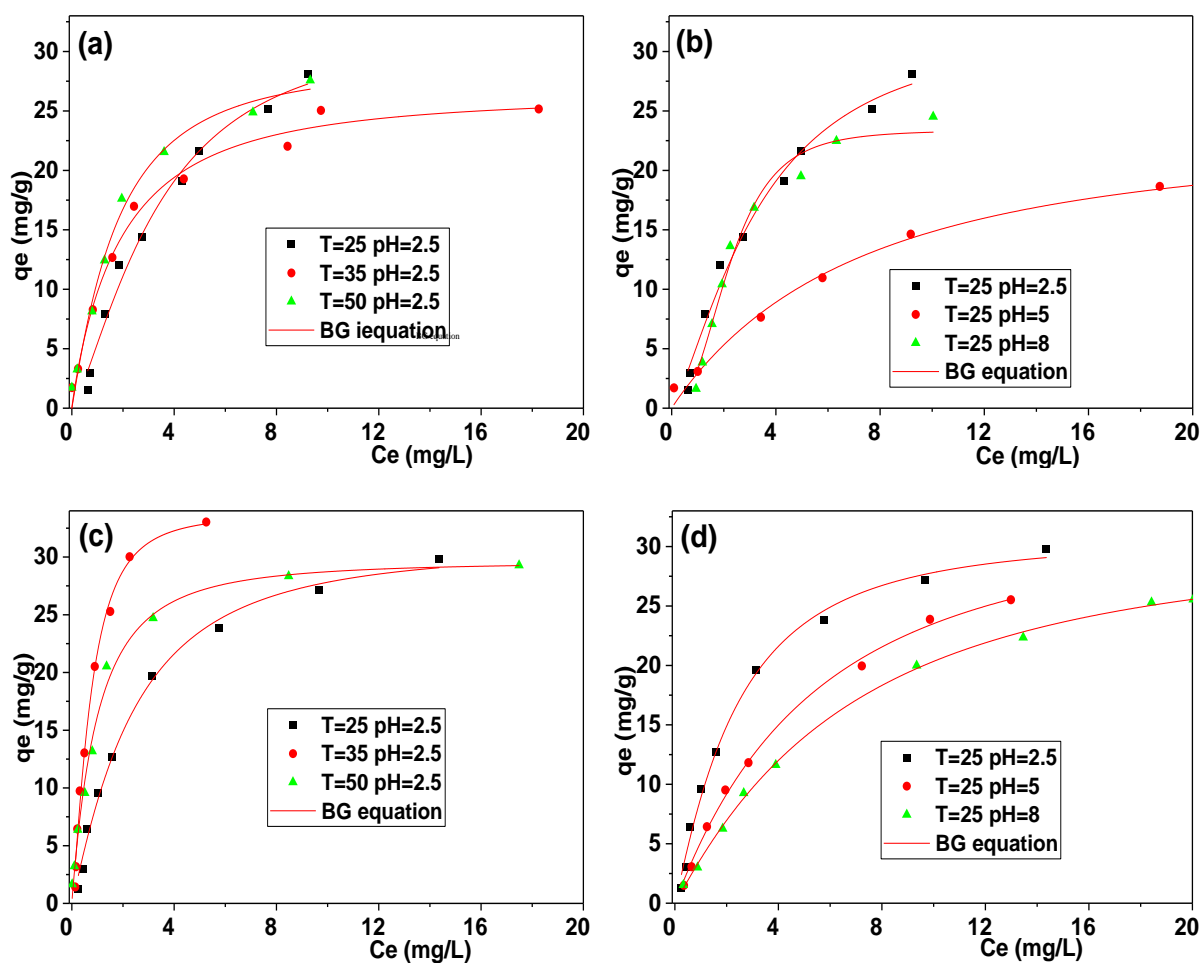 (a)
30
25
20
15
10
5
0
qe (mg/g)
T=25 pH=2.5
T=35 pH=2.5
T=50 pH=2.5
BG iequation
0 4 8 12 16 20
Ce (mg/L)
(b)
30
25
20
15
10
5
0
qe (mg/g)
T=25 pH=2.5
T=25 pH=5
T=25 pH=8
BG equation
0 4 8 12 16 20
Ce (mg/L)
(c)
30
25
20
15
10
5
0
qe (mg/g)
T=25 pH=2.5
T=35 pH=2.5
T=50 pH=2.5
BG equation
0 4 8 12 16 20
Ce (mg/L)
(d)
30
25
20
15
10
5
0
qe (mg/g)
T=25 pH=2.5
T=25 pH=5
T=25 pH=8
BG equation
0 4 8 12 16 20
Ce (mg/L)